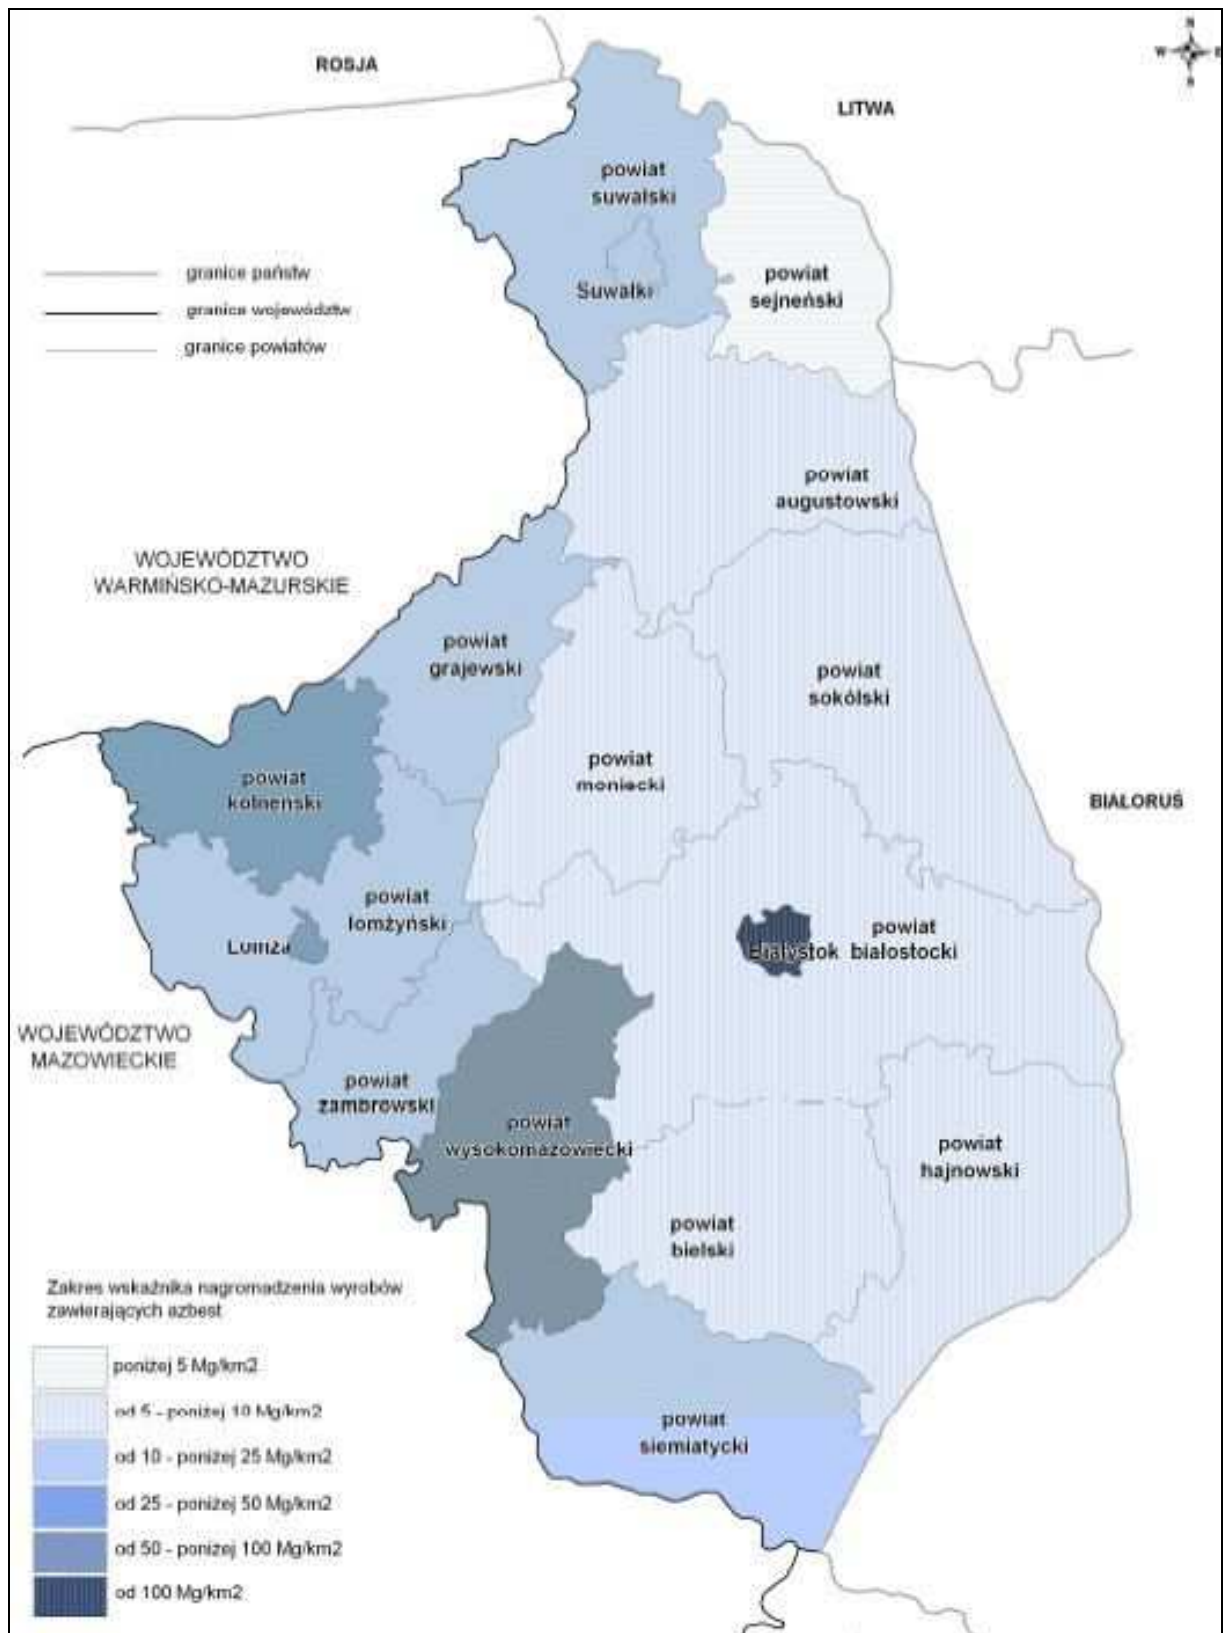 N
W
E
S
ROSJA
LITWA
powiat
suwalski
granice państw
powiat
sejneński
Suwałki
granice województw
granice powiatów
powiat
augustowski
WOJEWÓDZTWO
WARMIŃSKO-MAZURSKIE
powiat
grajewski
powiat
sokólski
powiat
moniecki
powiat
kolneński
BIAŁORUŚ
powiat
łomżyński
Łomża
powiat
białostocki
Białystok
WOJEWÓDZTWO
MAZOWIECKIE
powiat
zambrowski
powiat
wysokomazowiecki
powiat
hajnowski
powiat
bielski
Zakres wskaźnika nagromadzenia wyrobów
zawierających azbest
poniżej 5 Mg/km2
od 5 - poniżej 10 Mg/km2
powiat
siemiatycki
od 10 - poniżej 25 Mg/km2
od 25 - poniżej 50 Mg/km2
od 50 - poniżej 100 Mg/km2
od 100 Mg/km2